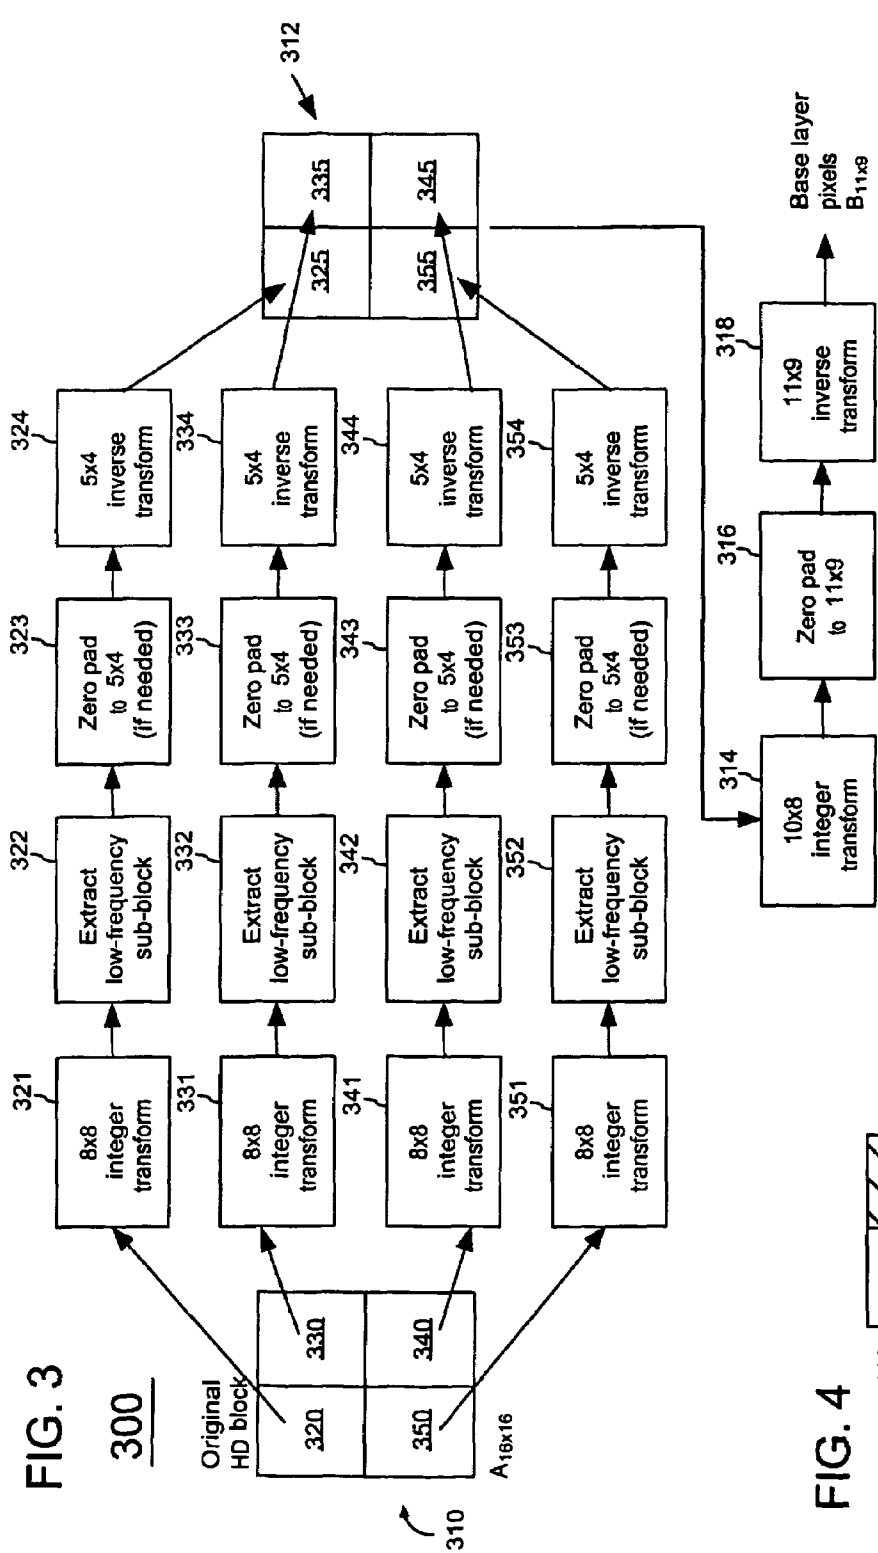 FIG. 3
300
Original
HD block
320
330
350
340
A16x16
310
321
8x8
integer
transform
322
Extract
low-frequency
sub-block
323
Zero pad
to 5x4
(if needed)
324
5x4
inverse
transform
331
8x8
integer
transform
332
Extract
low-frequency
sub-block
333
Zero pad
to 5x4
(if needed)
334
5x4
inverse
transform
341
8x8
integer
transform
342
Extract
low-frequency
sub-block
343
Zero pad
to 5x4
(if needed)
344
5x4
inverse
transform
351
8x8
integer
transform
352
Extract
low-frequency
sub-block
353
Zero pad
to 5x4
(if needed)
354
5x4
inverse
transform
325
335
355
345
312
314
10x8
integer
transform
316
Zero pad
to 11x9
318
11x9
inverse
transform
Base layer
pixels
B11x9
FIG. 4